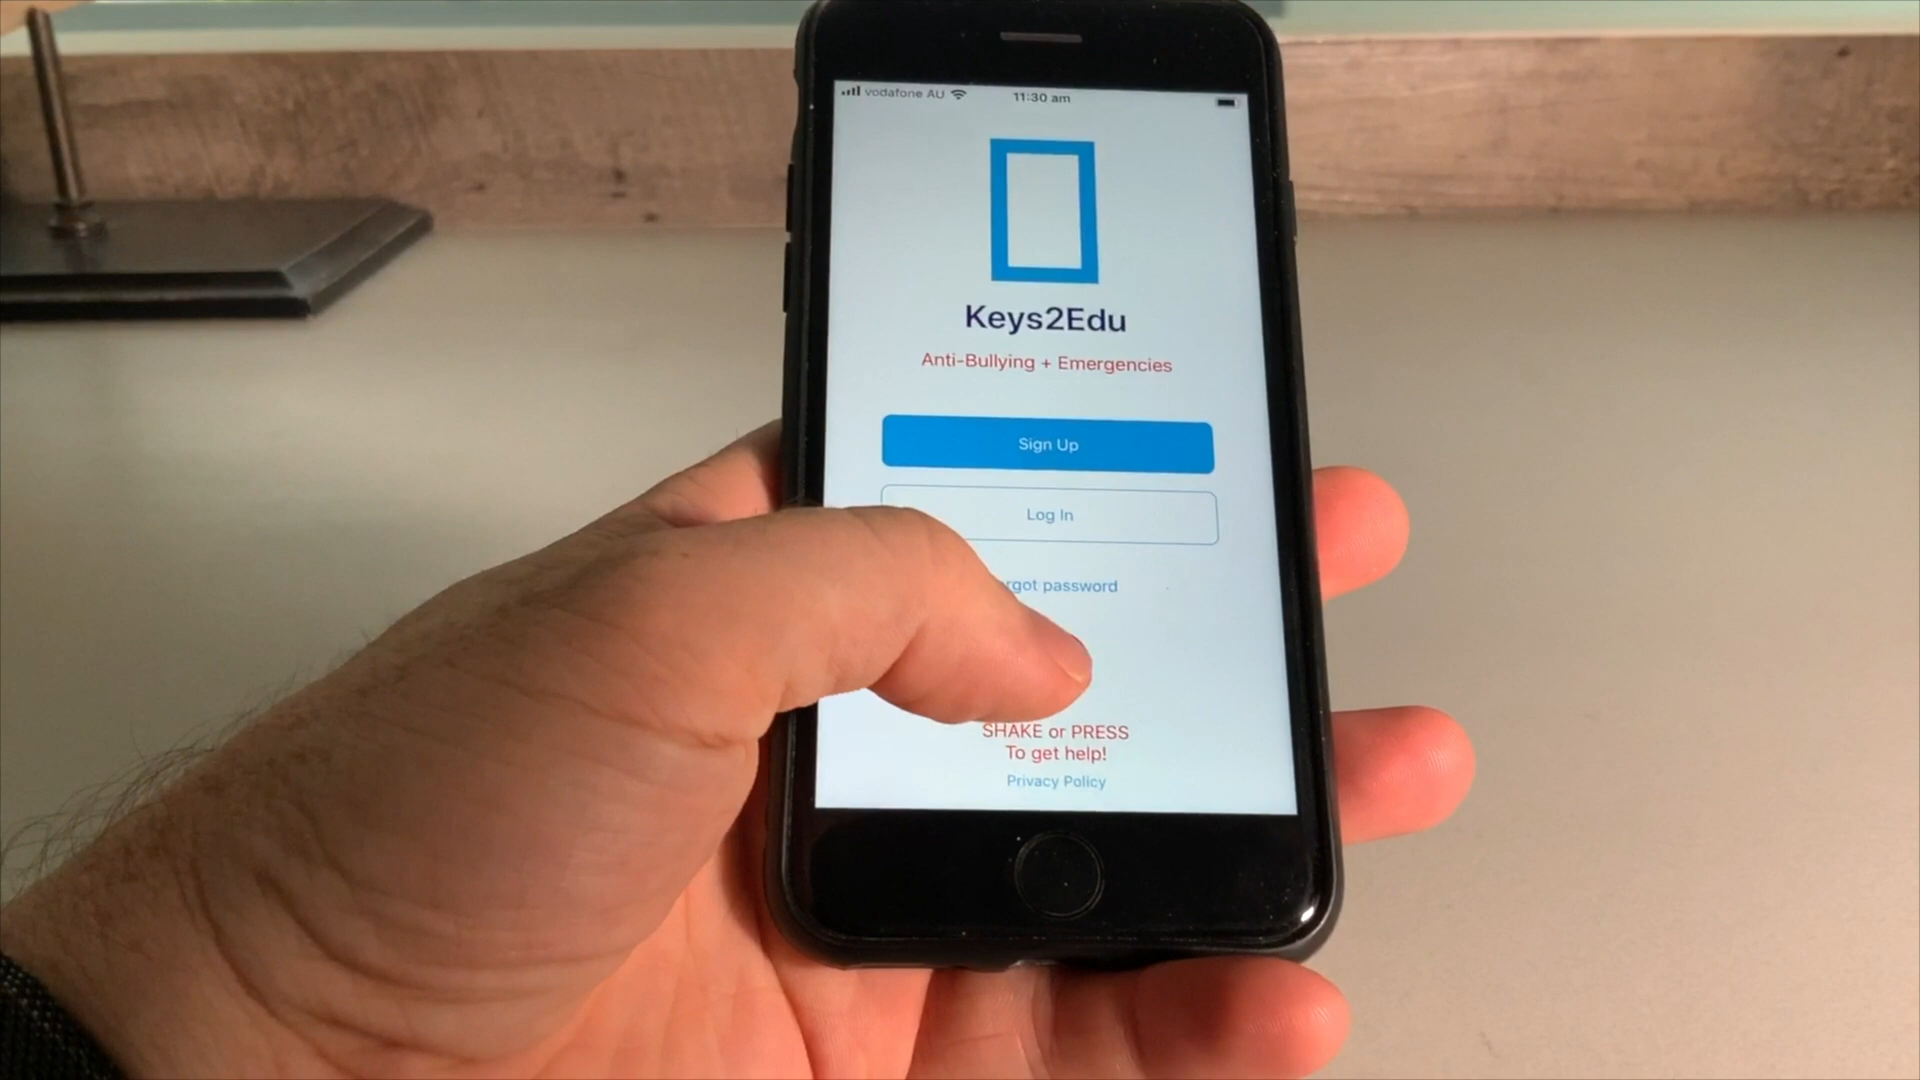 vodafone AU
11:30 am
Keys2Edu
Anti-Bullying + Emergencies
Sign Up
Log In
password
SHAKE or PRESS
To get help!
Privacy Policy